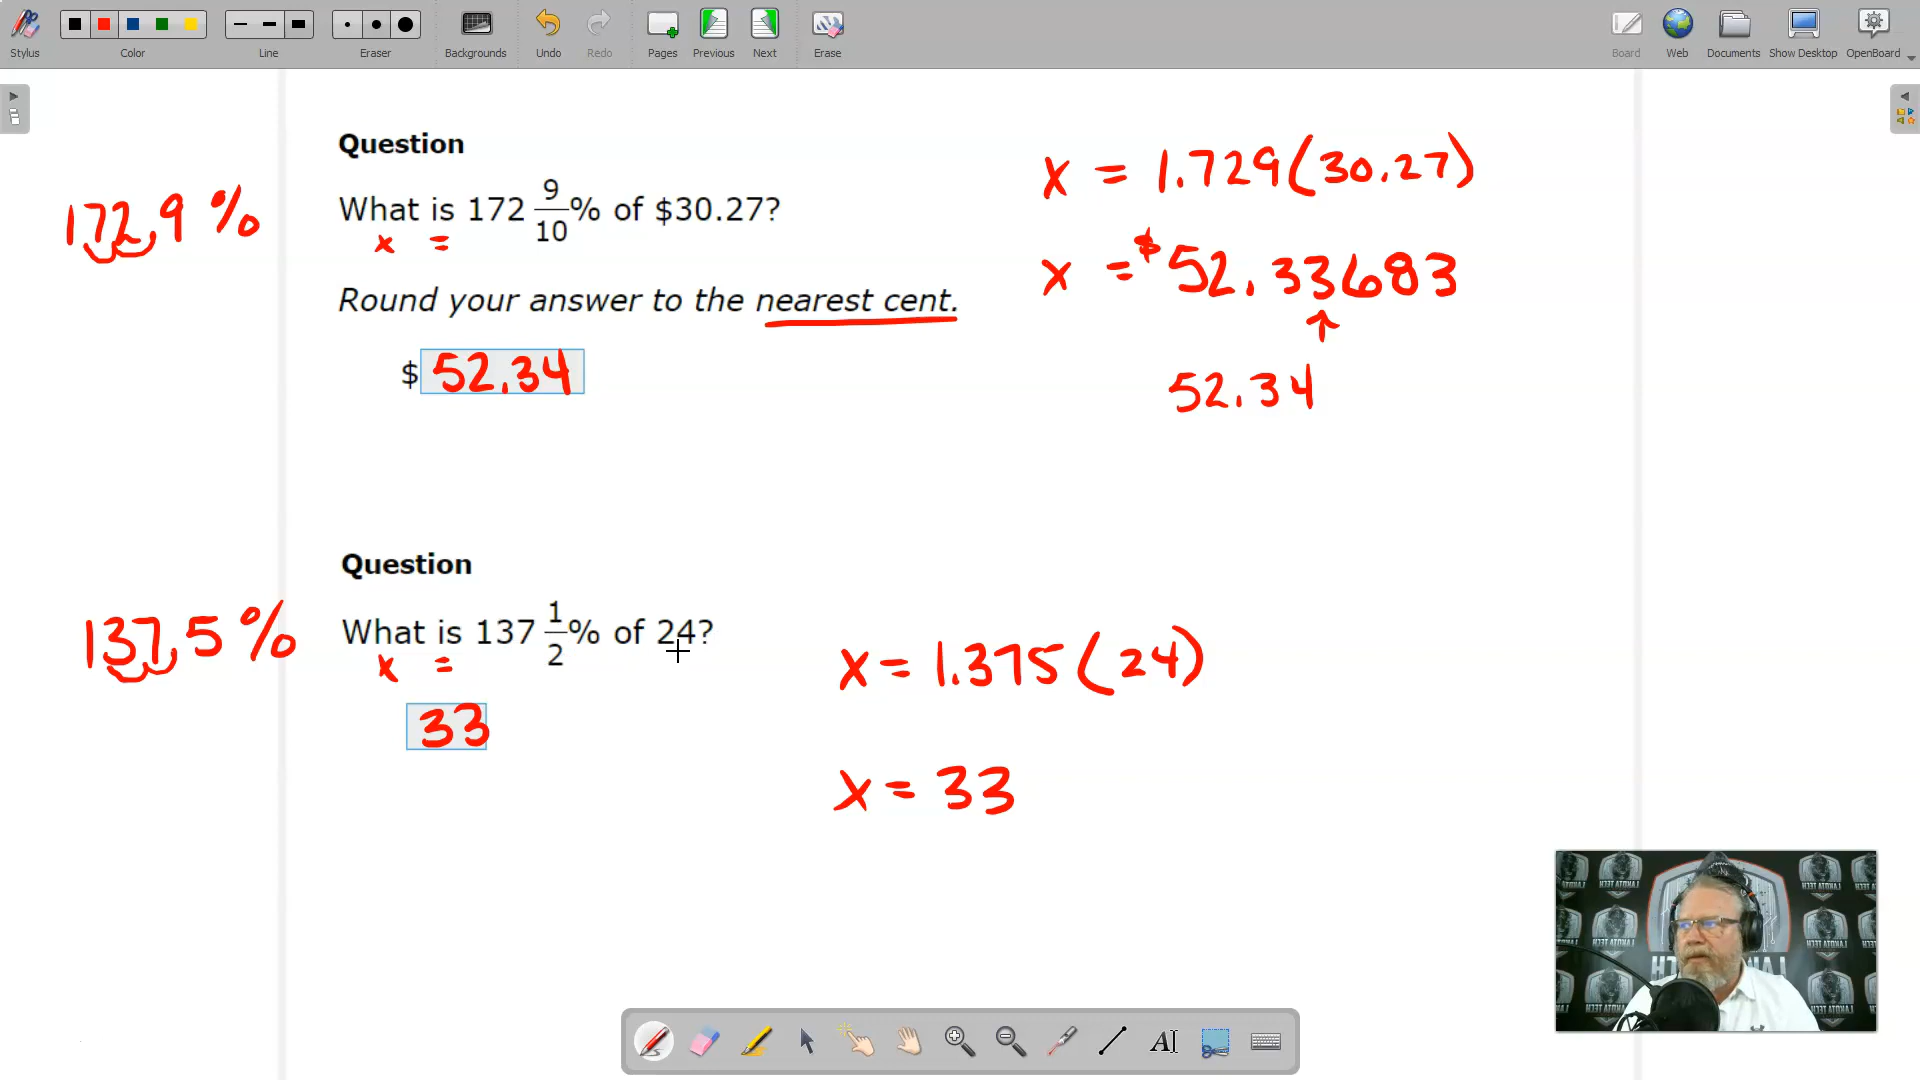 Stylus Color Line Eraser Backgrounds Undo Redo Pages Previous Next Erase Board Web Documents Show Desktop OpenBoard
Question
What is 172 9/10% of $30.27?
x =
172.9%
Round your answer to the nearest cent.
$ 52.34
x = 1.729(30.27)
x = $52.33683
↑
52.34
Question
What is 137 1/2% of 24?
x =
137.5%
33
x = 1.375(24)
x = 33
LAKOTA TECH
AI